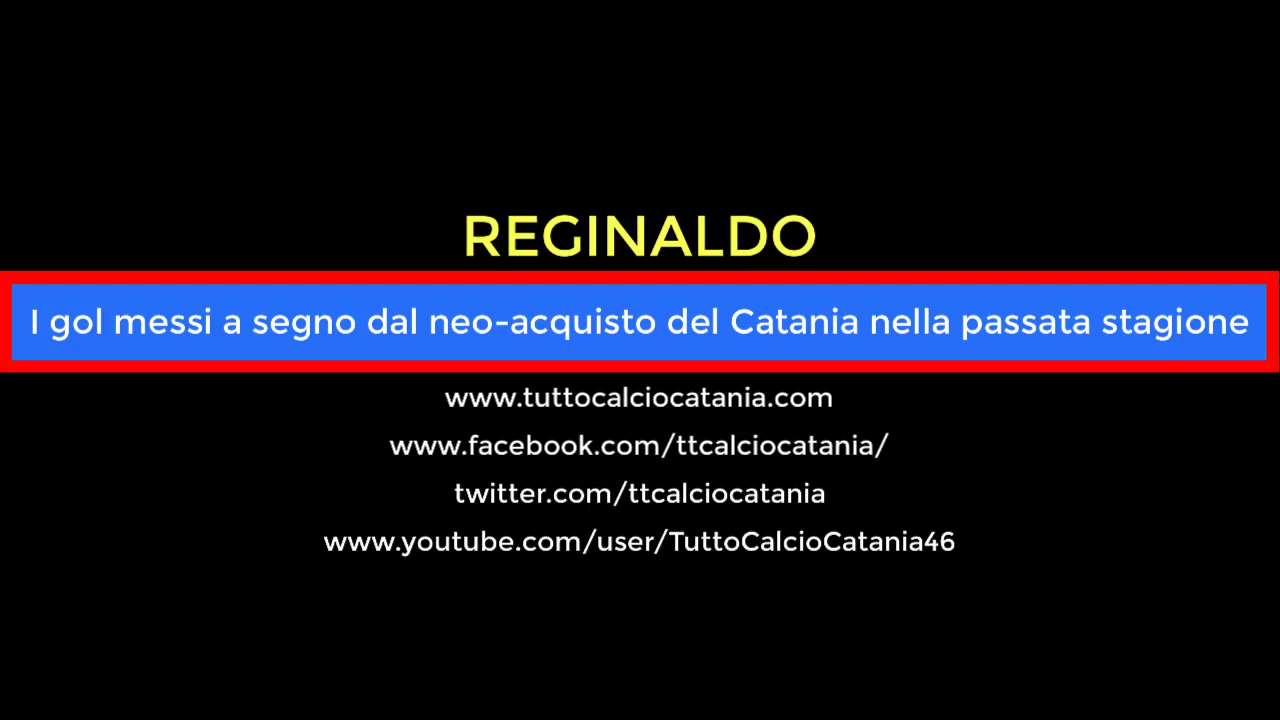 REGINALDO
I gol messi a segno dal neo-acquisto del Catania nella passata stagione
www.tuttocalciocatania.com
www.facebook.com/ttcalciocatania/
twitter.com/ttcalciocatania
www.youtube.com/user/TuttoCalcioCatania46